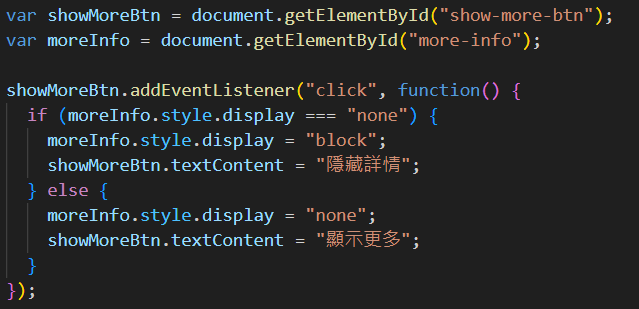 var showMoreBtn = document.getElementById("show-more-btn");
var moreInfo = document.getElementById("more-info");

showMoreBtn.addEventListener("click", function() {
  if (moreInfo.style.display === "none") {
    moreInfo.style.display = "block";
    showMoreBtn.textContent = "隱藏詳情";
  } else {
    moreInfo.style.display = "none";
    showMoreBtn.textContent = "顯示更多";
  }
});